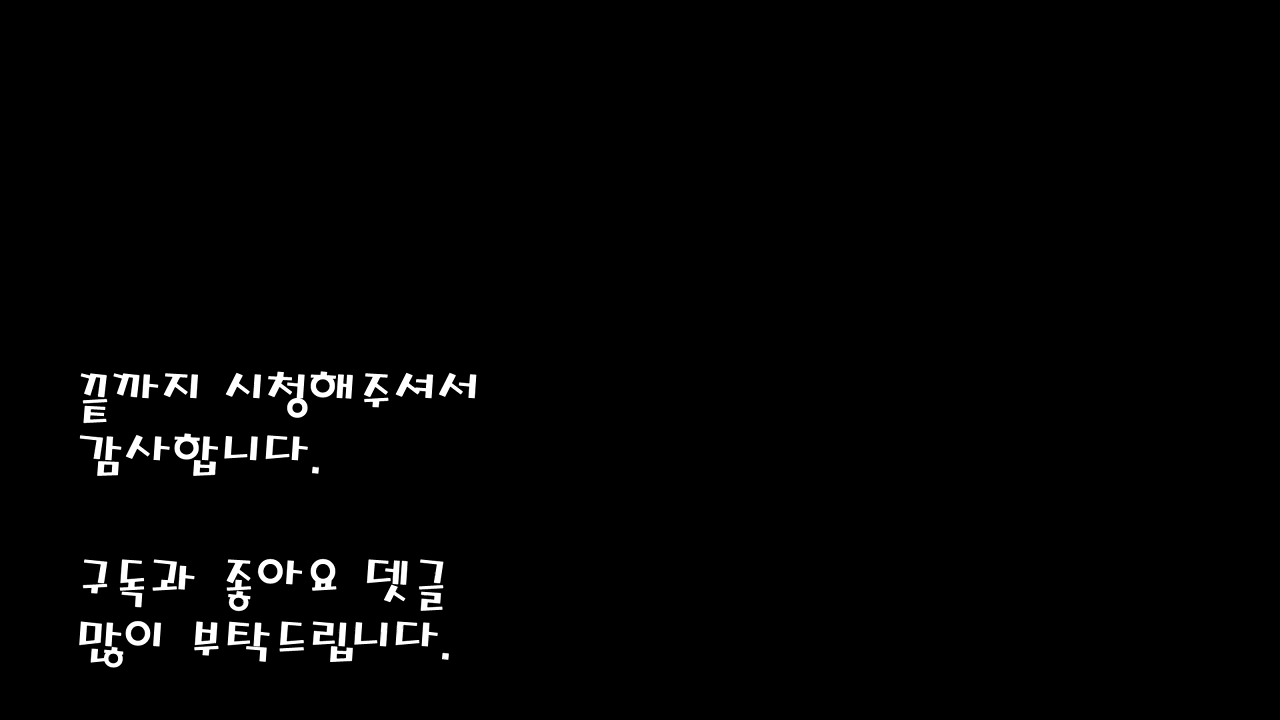 끝까지 시청해주셔서
감사합니다.
구독과 좋아요 뎃글
많이 부탁드립니다.